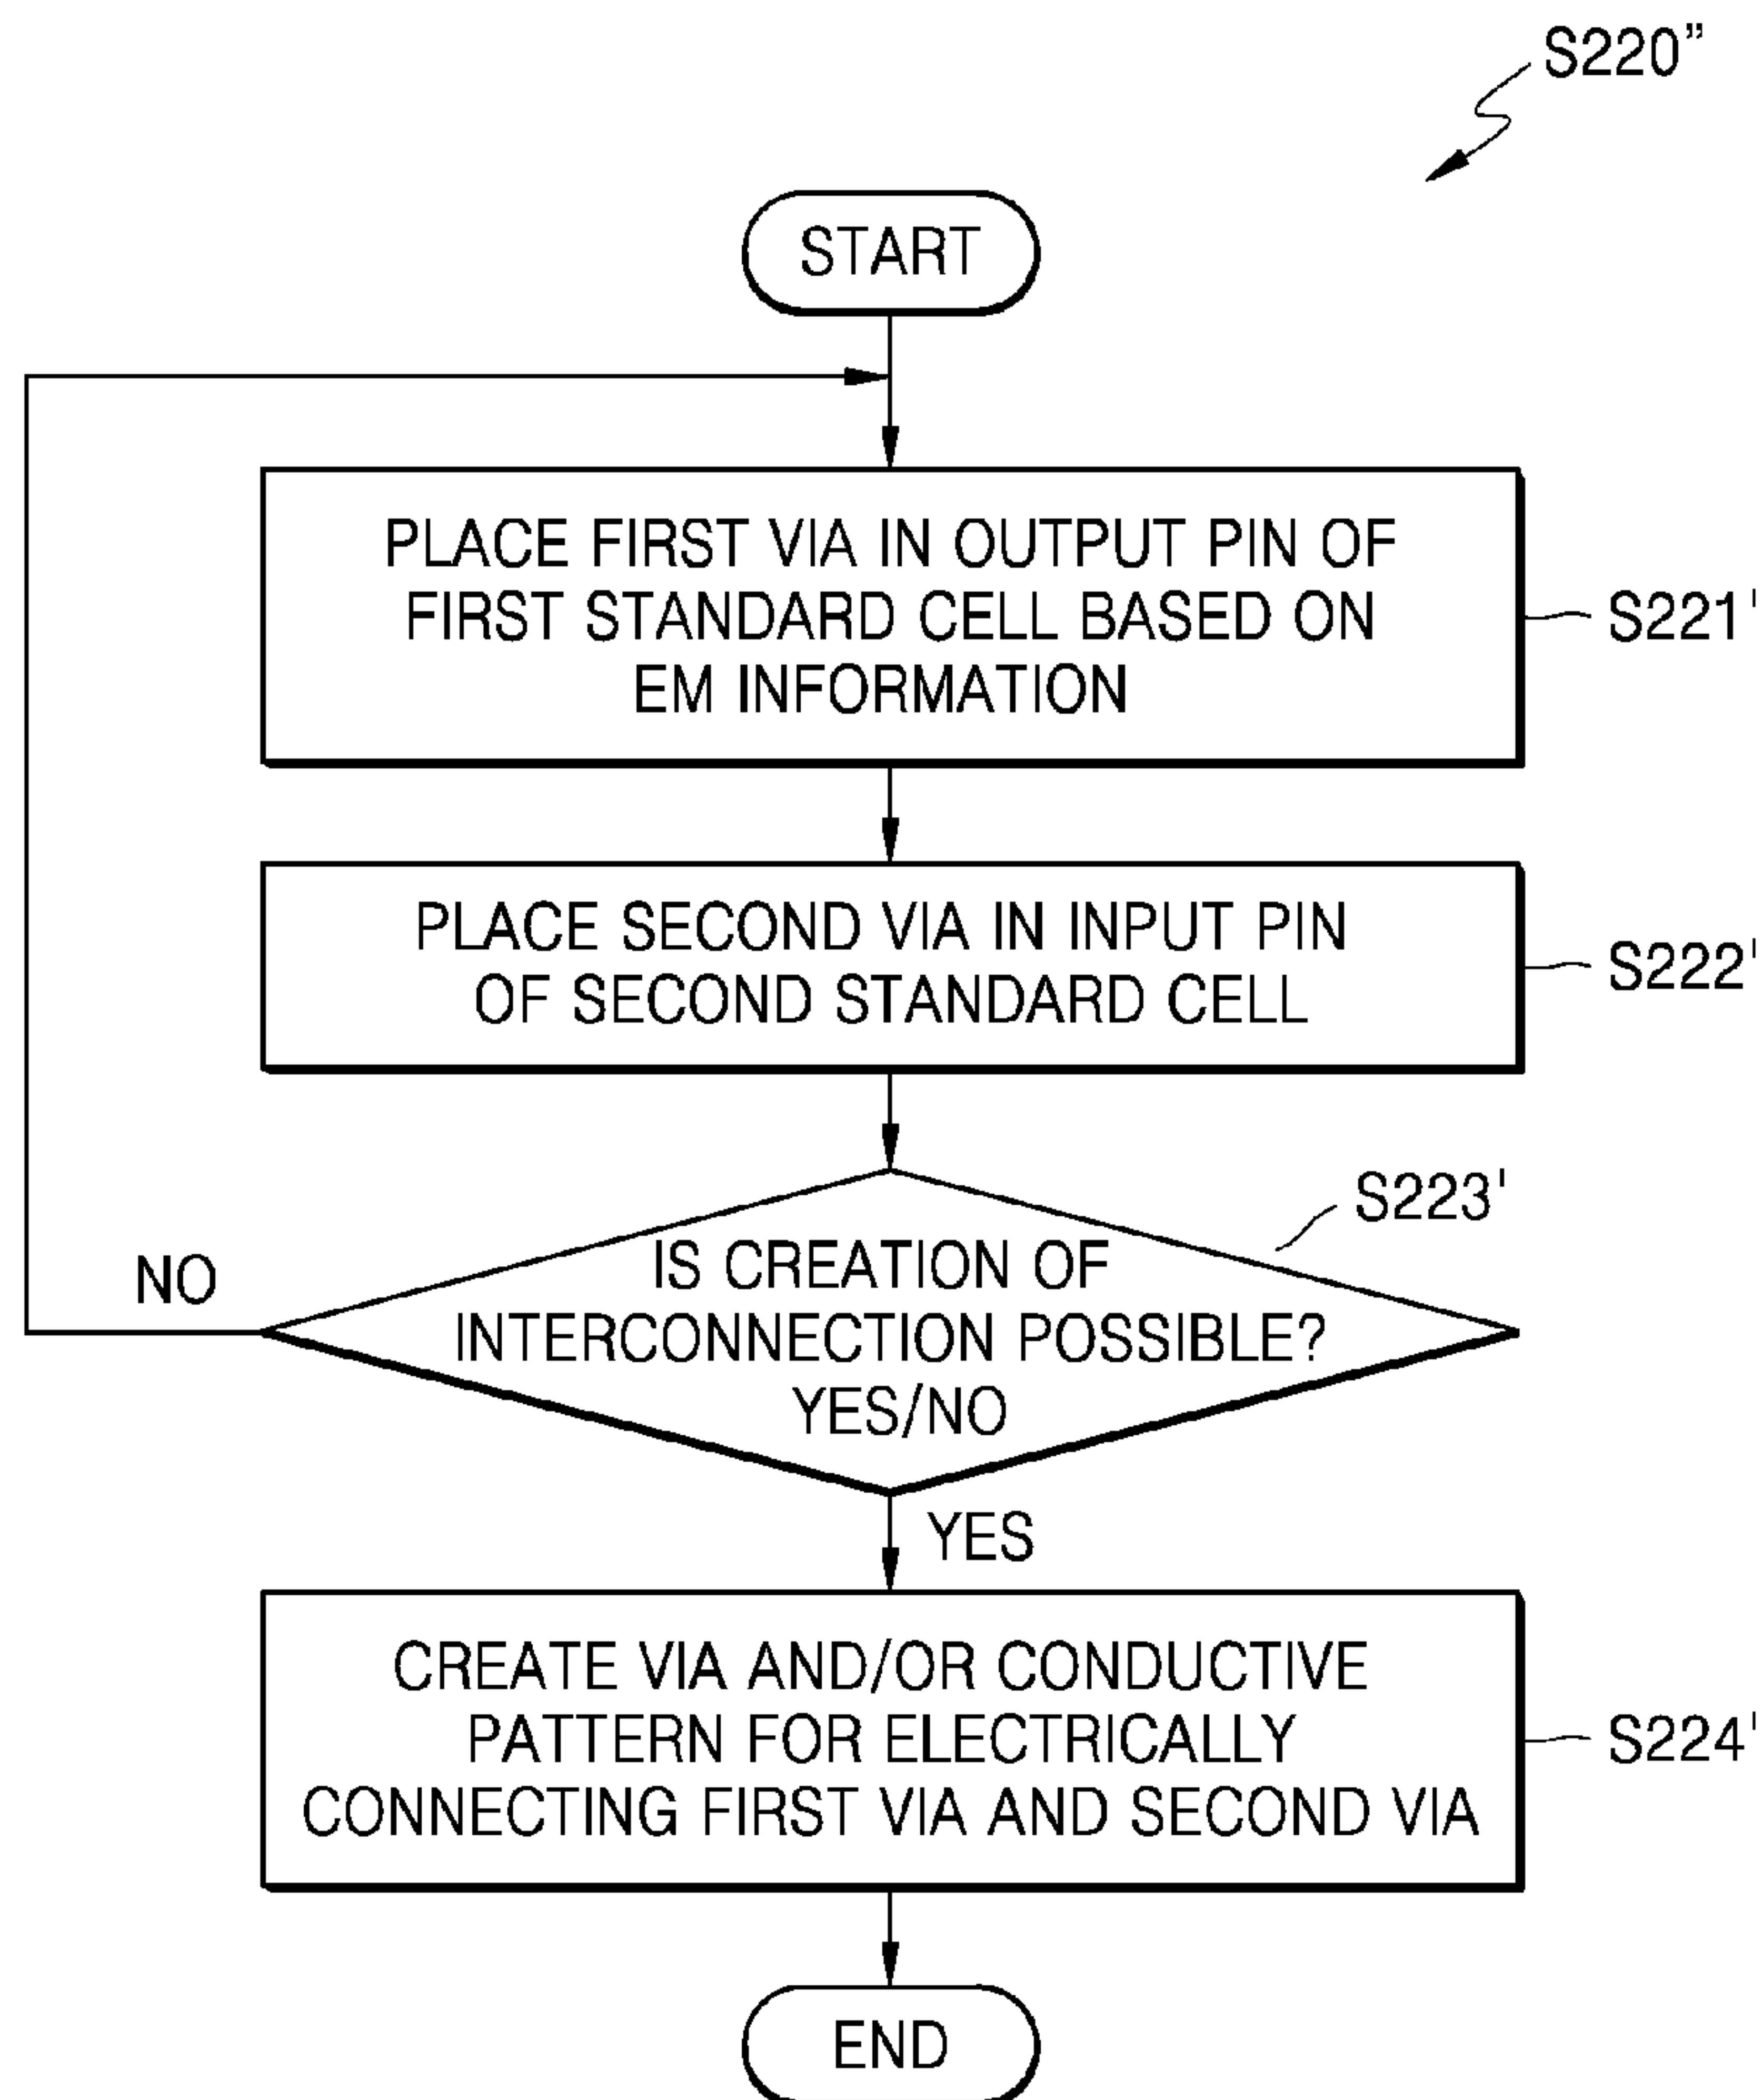 S220”
START
PLACE FIRST VIA IN OUTPUT PIN OF
FIRST STANDARD CELL BASED ON
EM INFORMATION
S221'
PLACE SECOND VIA IN INPUT PIN
OF SECOND STANDARD CELL
S222'
S223'
IS CREATION OF
INTERCONNECTION POSSIBLE?
YES/NO
NO
YES
CREATE VIA AND/OR CONDUCTIVE
PATTERN FOR ELECTRICALLY
CONNECTING FIRST VIA AND SECOND VIA
S224'
END